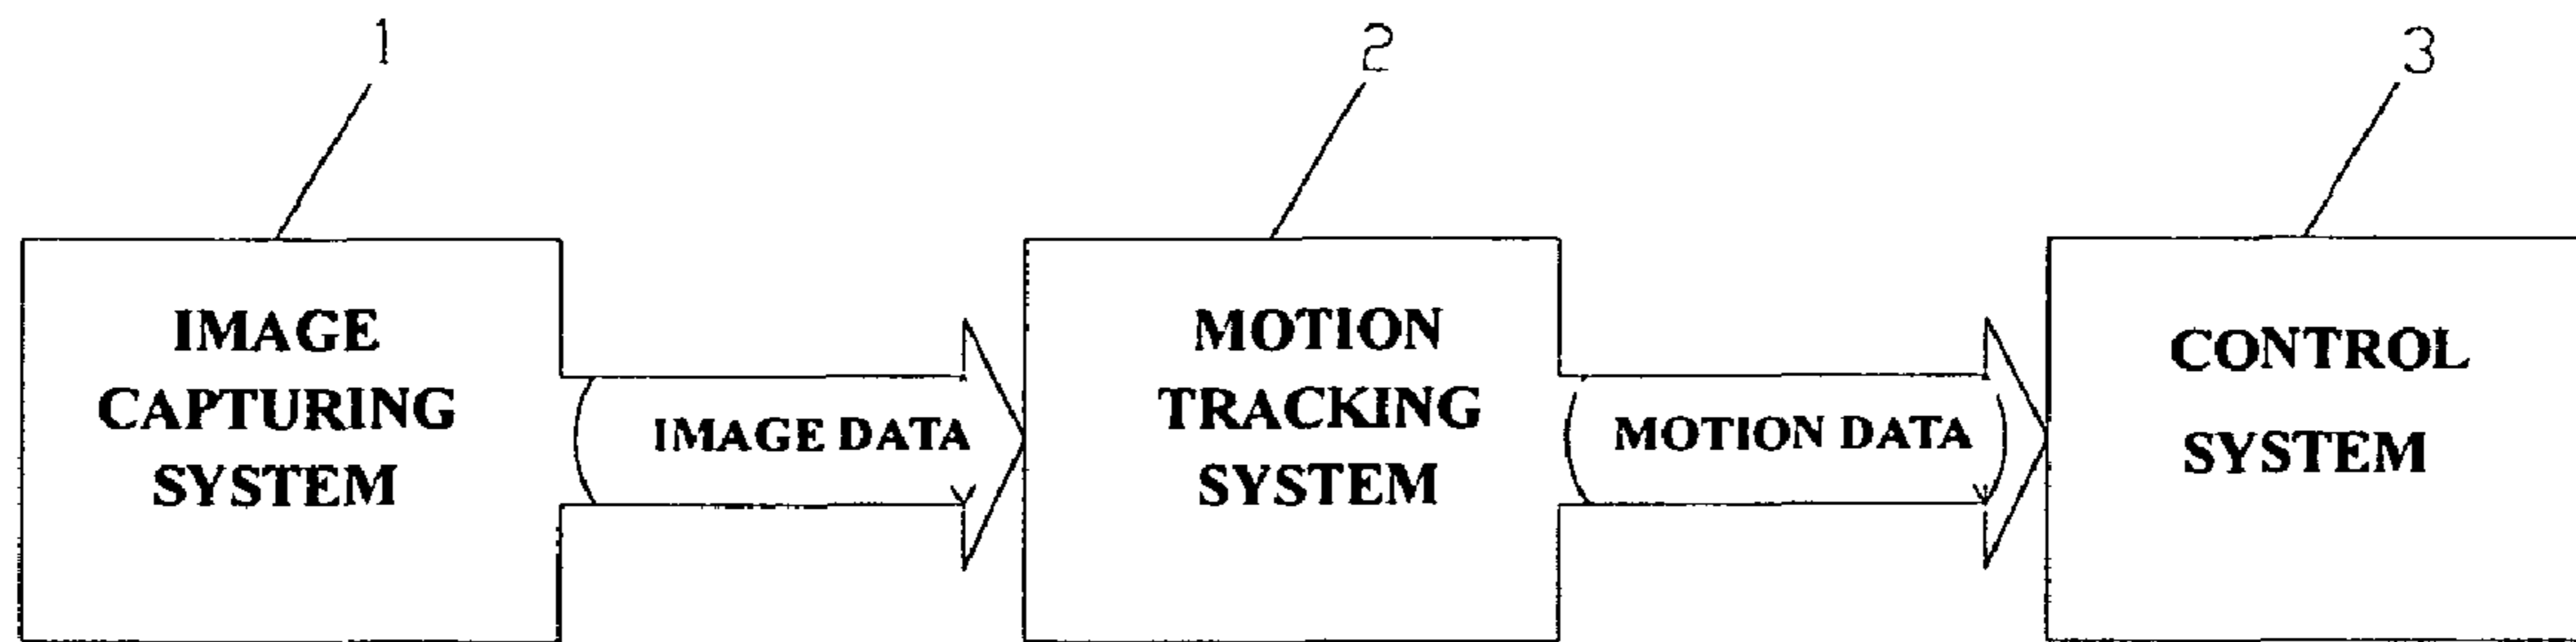 1
2
3
IMAGE
CAPTURING
SYSTEM
IMAGE DATA
MOTION
TRACKING
SYSTEM
MOTION DATA
CONTROL
SYSTEM